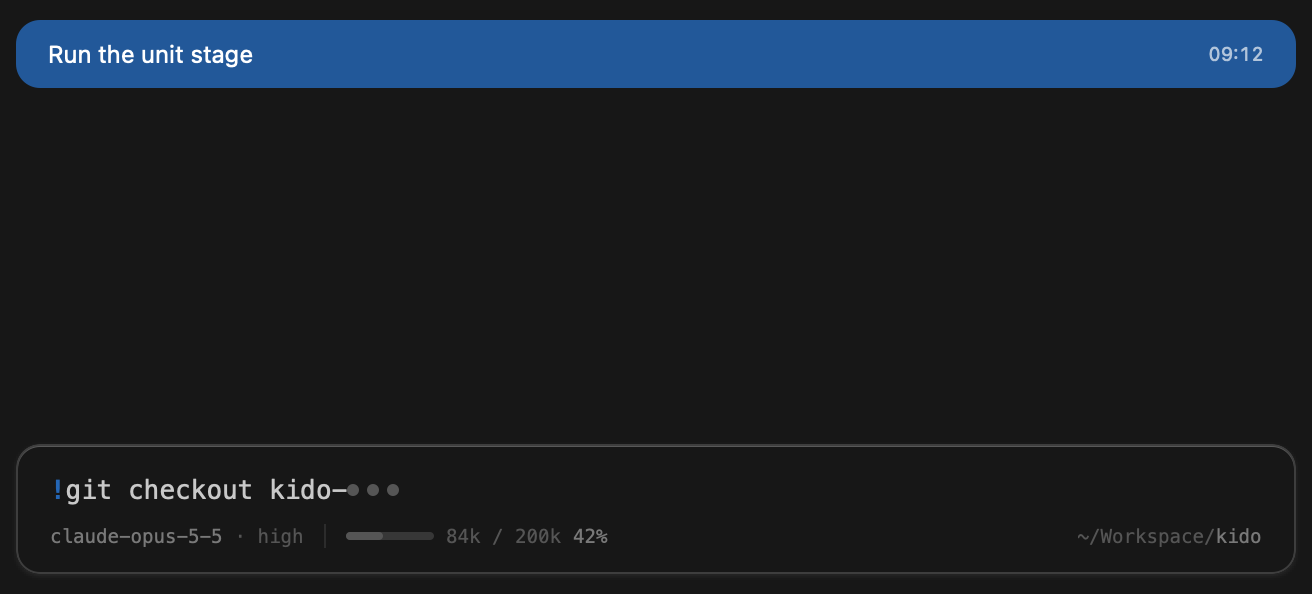 Run the unit stage 09:12
!git checkout kido-
claude-opus-5-5 · high 84k / 200k 42% ~/Workspace/kido